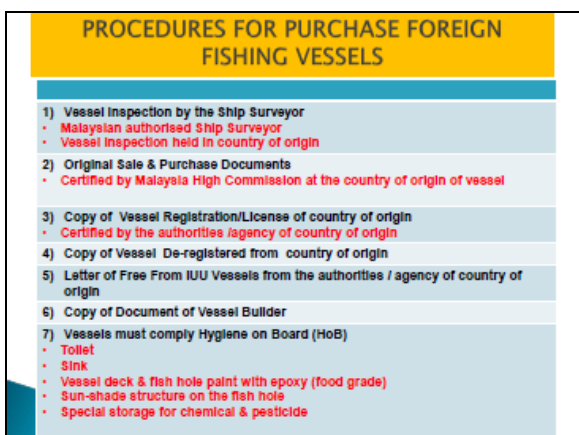 PROCEDURES FOR PURCHASE FOREIGN
FISHING VESSELS
1) Vessel Inspection by the Ship Surveyor
• Malaysian authorised Ship Surveyor
• Vessel Inspection held in country of origin
2) Original Sale & Purchase Documents
• Certified by Malaysia High Commission at the country of origin of vessel
3) Copy of Vessel Registration/License of country of origin
• Certified by the authorities /agency of country of origin
4) Copy of Vessel De-registered from country of origin
5) Letter of Free From IUU Vessels from the authorities / agency of country of
origin
6) Copy of Document of Vessel Builder
7) Vessels must comply Hygiene on Board (HoB)
• Toilet
• Sink
• Vessel deck & fish hole paint with epoxy (food grade)
• Sun-shade structure on the fish hole
• Special storage for chemical & pesticide